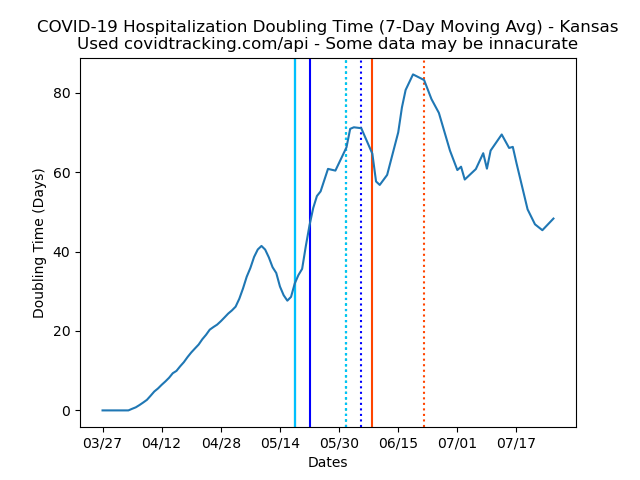 COVID-19 Hospitalization Doubling Time (7-Day Moving Avg) - Kansas
Used covidtracking.com/api - Some data may be innacurate
Doubling Time (Days)
80
60
40
20
0
03/27 04/12 04/28 05/14 05/30 06/15 07/01 07/17
Dates